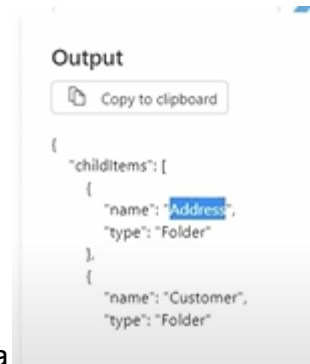 Output
Copy to clipboard
{
"childItems": [
{
"name": "Address",
"type": "Folder"
},
{
"name": "Customer",
"type": "Folder"
a